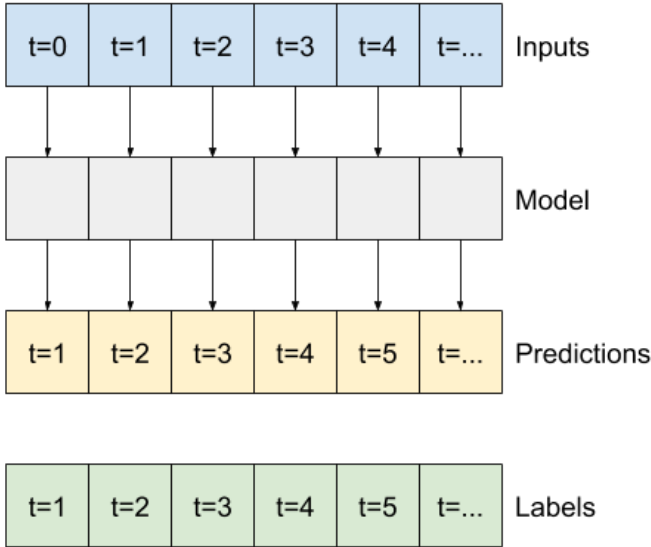 t=0 t=1 t=2 t=3 t=4 t=... Inputs
Model
t=1 t=2 t=3 t=4 t=5 t=... Predictions
t=1 t=2 t=3 t=4 t=5 t=... Labels